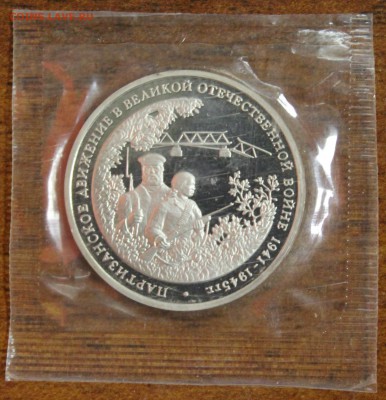 ПАРТИЗАНСКОЕ ДВИЖЕНИЕ В ВЕЛИКОЙ ОТЕЧЕСТВЕННОЙ ВОЙНЕ 1941-1945гг. •